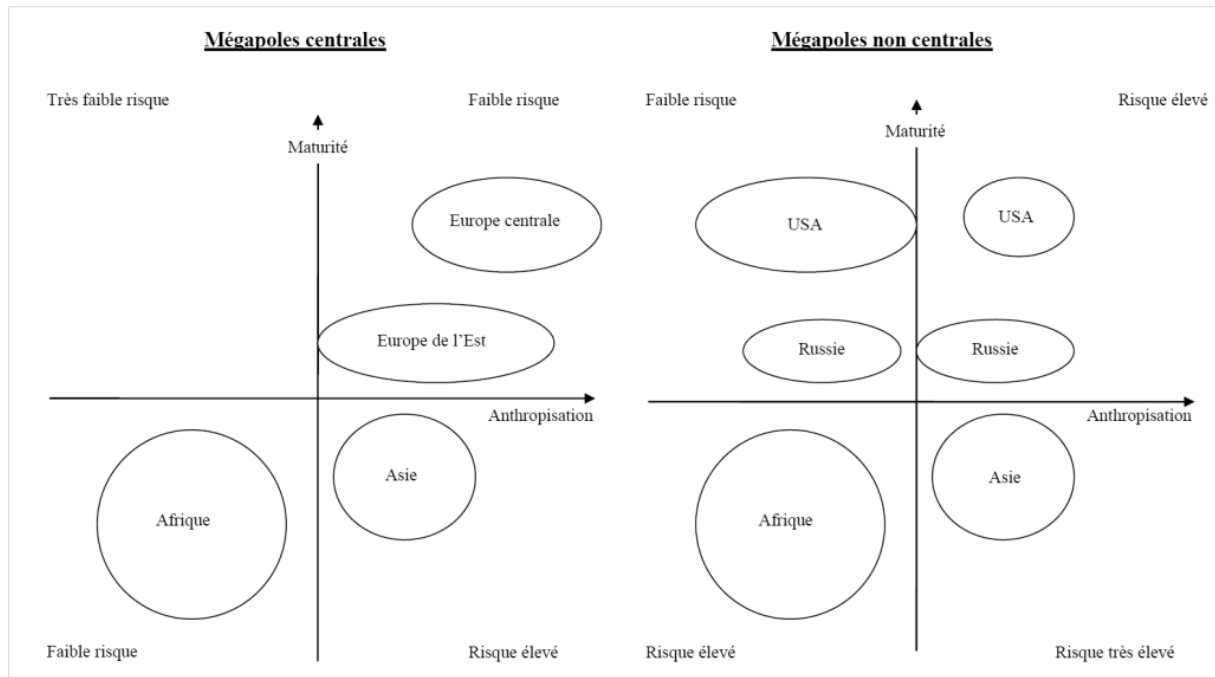 Mégapoles centrales
Très faible risque
Faible risque
Maturité
Europe centrale
Europe de l'Est
Anthropisation
Asie
Afrique
Faible risque
Risque élevé
Mégapoles non centrales
Faible risque
Risque élevé
Maturité
USA
USA
Russie
Russie
Anthropisation
Asie
Afrique
Risque élevé
Risque très élevé